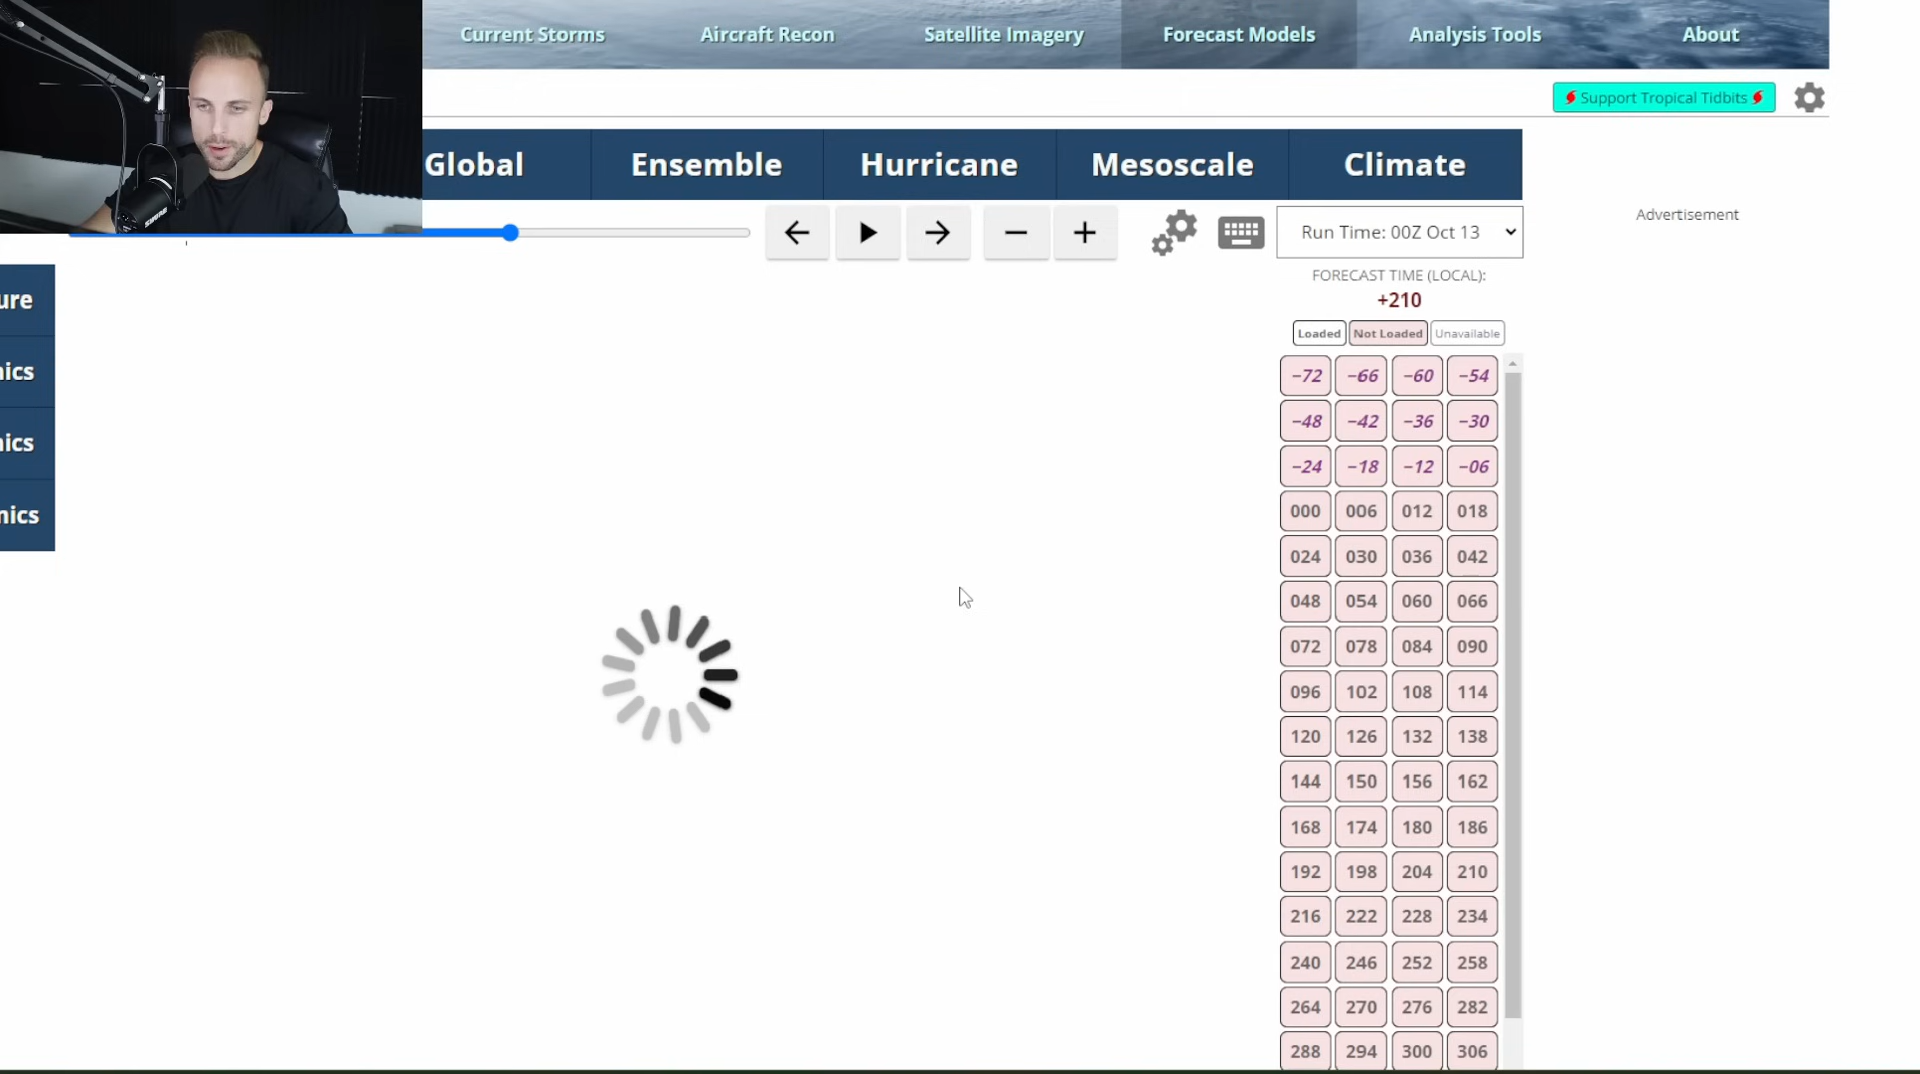 Current Storms Aircraft Recon Satellite Imagery Forecast Models Analysis Tools About
Support Tropical Tidbits
Global Ensemble Hurricane Mesoscale Climate
Run Time: 00Z Oct 13
Advertisement
FORECAST TIME (LOCAL):
+210
Loaded Not Loaded Unavailable
ure
nics
nics
mics
−72 −66 −60 −54
−48 −42 −36 −30
−24 −18 −12 −06
000 006 012 018
024 030 036 042
048 054 060 066
072 078 084 090
096 102 108 114
120 126 132 138
144 150 156 162
168 174 180 186
192 198 204 210
216 222 228 234
240 246 252 258
264 270 276 282
288 294 300 306
SHURE